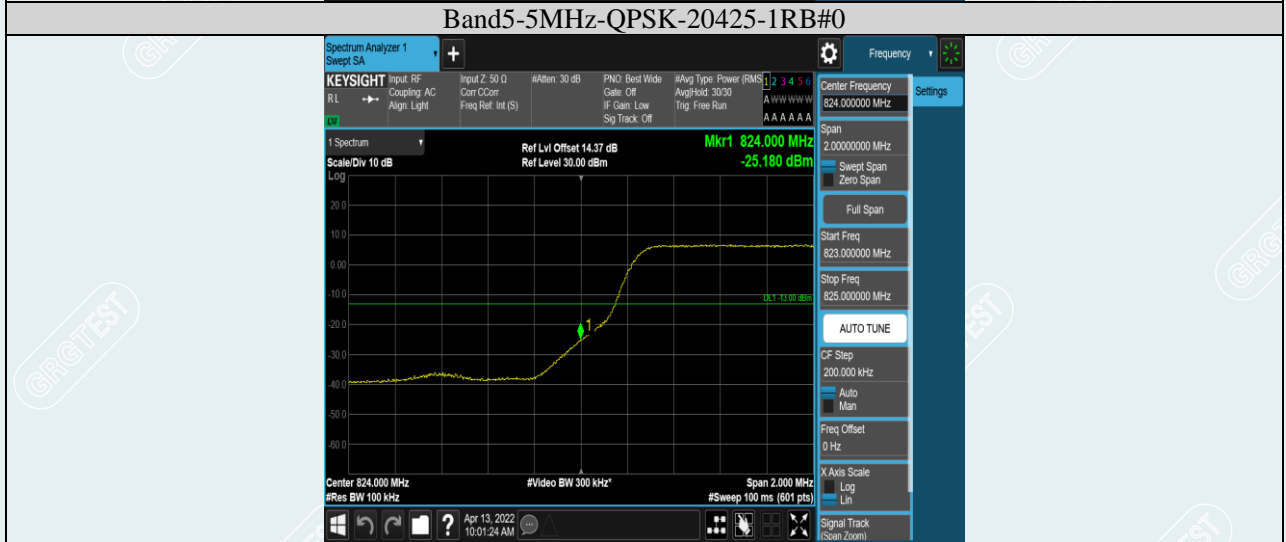 Band5-5MHz-QPSK-20425-1RB#0
Spectrum Analyzer 1
Swept SA
Frequency
KEYSIGHT
RL
Input: RF
Coupling: AC
Align: Light
Input Z: 50 Ω
Corr CCorr
Freq Ref: Int (S)
#Atten: 30 dB
PNO: Best Wide
Gate: Off
IF Gain: Low
Sig Track: Off
#Avg Type: Power (RMS
Avg|Hold: 30/30
Trig: Free Run
1 2 3 4 5 6
A W W W W W
A A A A A A
Center Frequency
824.000000 MHz
Settings
Span
2.00000000 MHz
Swept Span
Zero Span
Full Span
Start Freq
823.000000 MHz
Stop Freq
825.000000 MHz
AUTO TUNE
CF Step
200.000 kHz
Auto
Man
Freq Offset
0 Hz
X Axis Scale
Log
Lin
Signal Track
(Span Zoom)
1 Spectrum
Scale/Div 10 dB
Log
Ref Lvl Offset 14.37 dB
Ref Level 30.00 dBm
Mkr1 824.000 MHz
-25.180 dBm
20.0
10.0
0.00
-10.0
DL1 -13.00 dBm
-20.0
1
-30.0
-40.0
-50.0
-60.0
Center 824.000 MHz
#Res BW 100 kHz
#Video BW 300 kHz*
Span 2.000 MHz
#Sweep 100 ms (601 pts)
Apr 13, 2022
10:01:24 AM
GRGTEST
GRGTEST